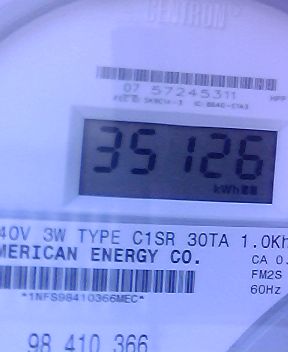 CENTRON
07 57245311
35126
kWh
40V 3W TYPE C1SR 30TA 1.0Kh
MERICAN ENERGY CO.
CA 0.
FM2S
60Hz
*1NFS98410366MEC*
98 410 366